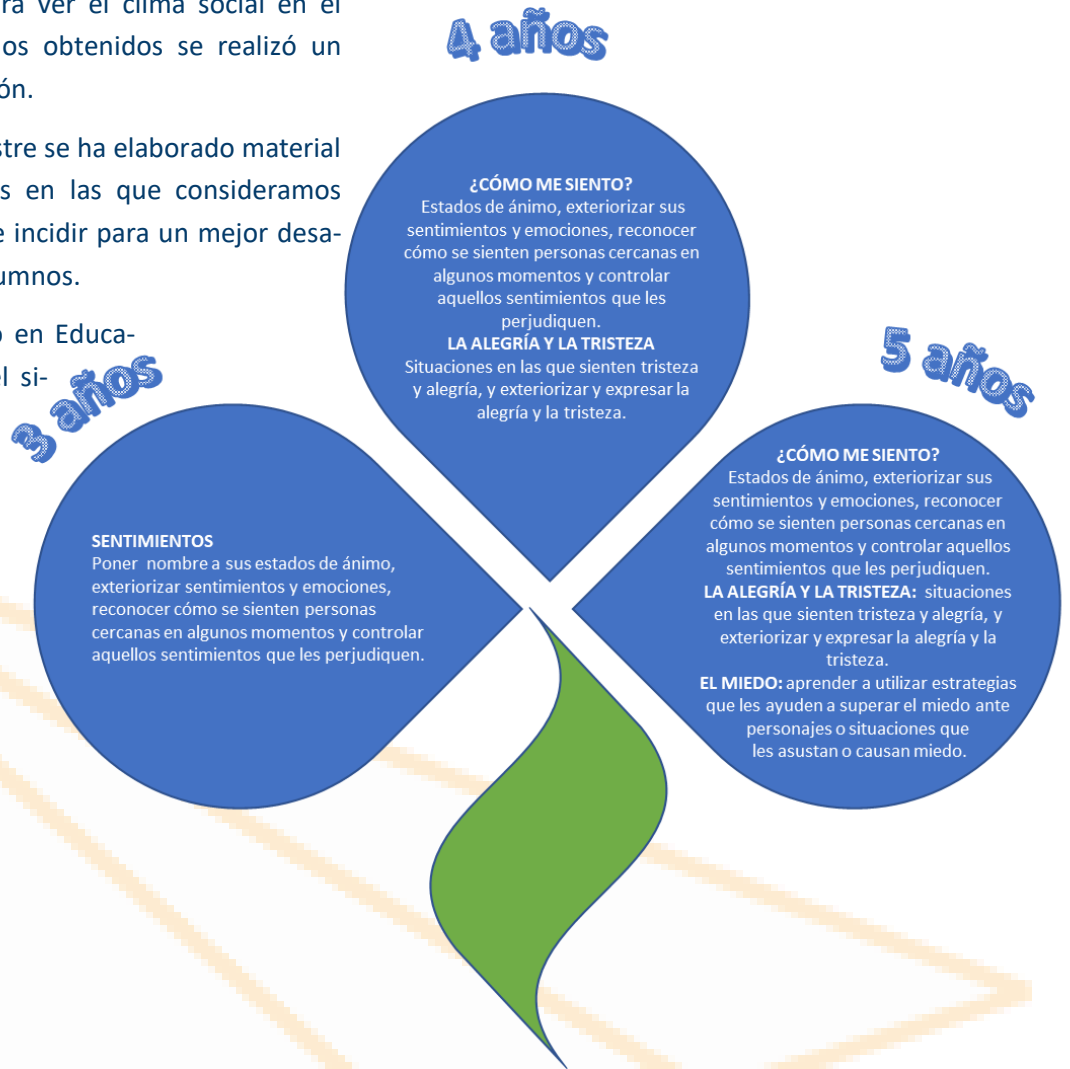 ra ver el clima social en el
os obtenidos se realizó un
ón.
stre se ha elaborado material
s en las que consideramos
e incidir para un mejor desa-
umnos.
o en Educa-
el si-
3 años
SENTIMIENTOS
Poner nombre a sus estados de ánimo,
exteriorizar sentimientos y emociones,
reconocer cómo se sienten personas
cercanas en algunos momentos y controlar
aquellos sentimientos que les perjudiquen.
4 años
¿CÓMO ME SIENTO?
Estados de ánimo, exteriorizar sus
sentimientos y emociones, reconocer
cómo se sienten personas cercanas en
algunos momentos y controlar
aquellos sentimientos que les
perjudiquen.
LA ALEGRÍA Y LA TRISTEZA
Situaciones en las que sienten tristeza
y alegría, y exteriorizar y expresar la
alegría y la tristeza.
5 años
¿CÓMO ME SIENTO?
Estados de ánimo, exteriorizar sus
sentimientos y emociones, reconocer
cómo se sienten personas cercanas en
algunos momentos y controlar aquellos
sentimientos que les perjudiquen.
LA ALEGRÍA Y LA TRISTEZA: situaciones
en las que sienten tristeza y alegría, y
exteriorizar y expresar la alegría y la
tristeza.
EL MIEDO: aprender a utilizar estrategias
que les ayuden a superar el miedo ante
personajes o situaciones que
les asustan o causan miedo.